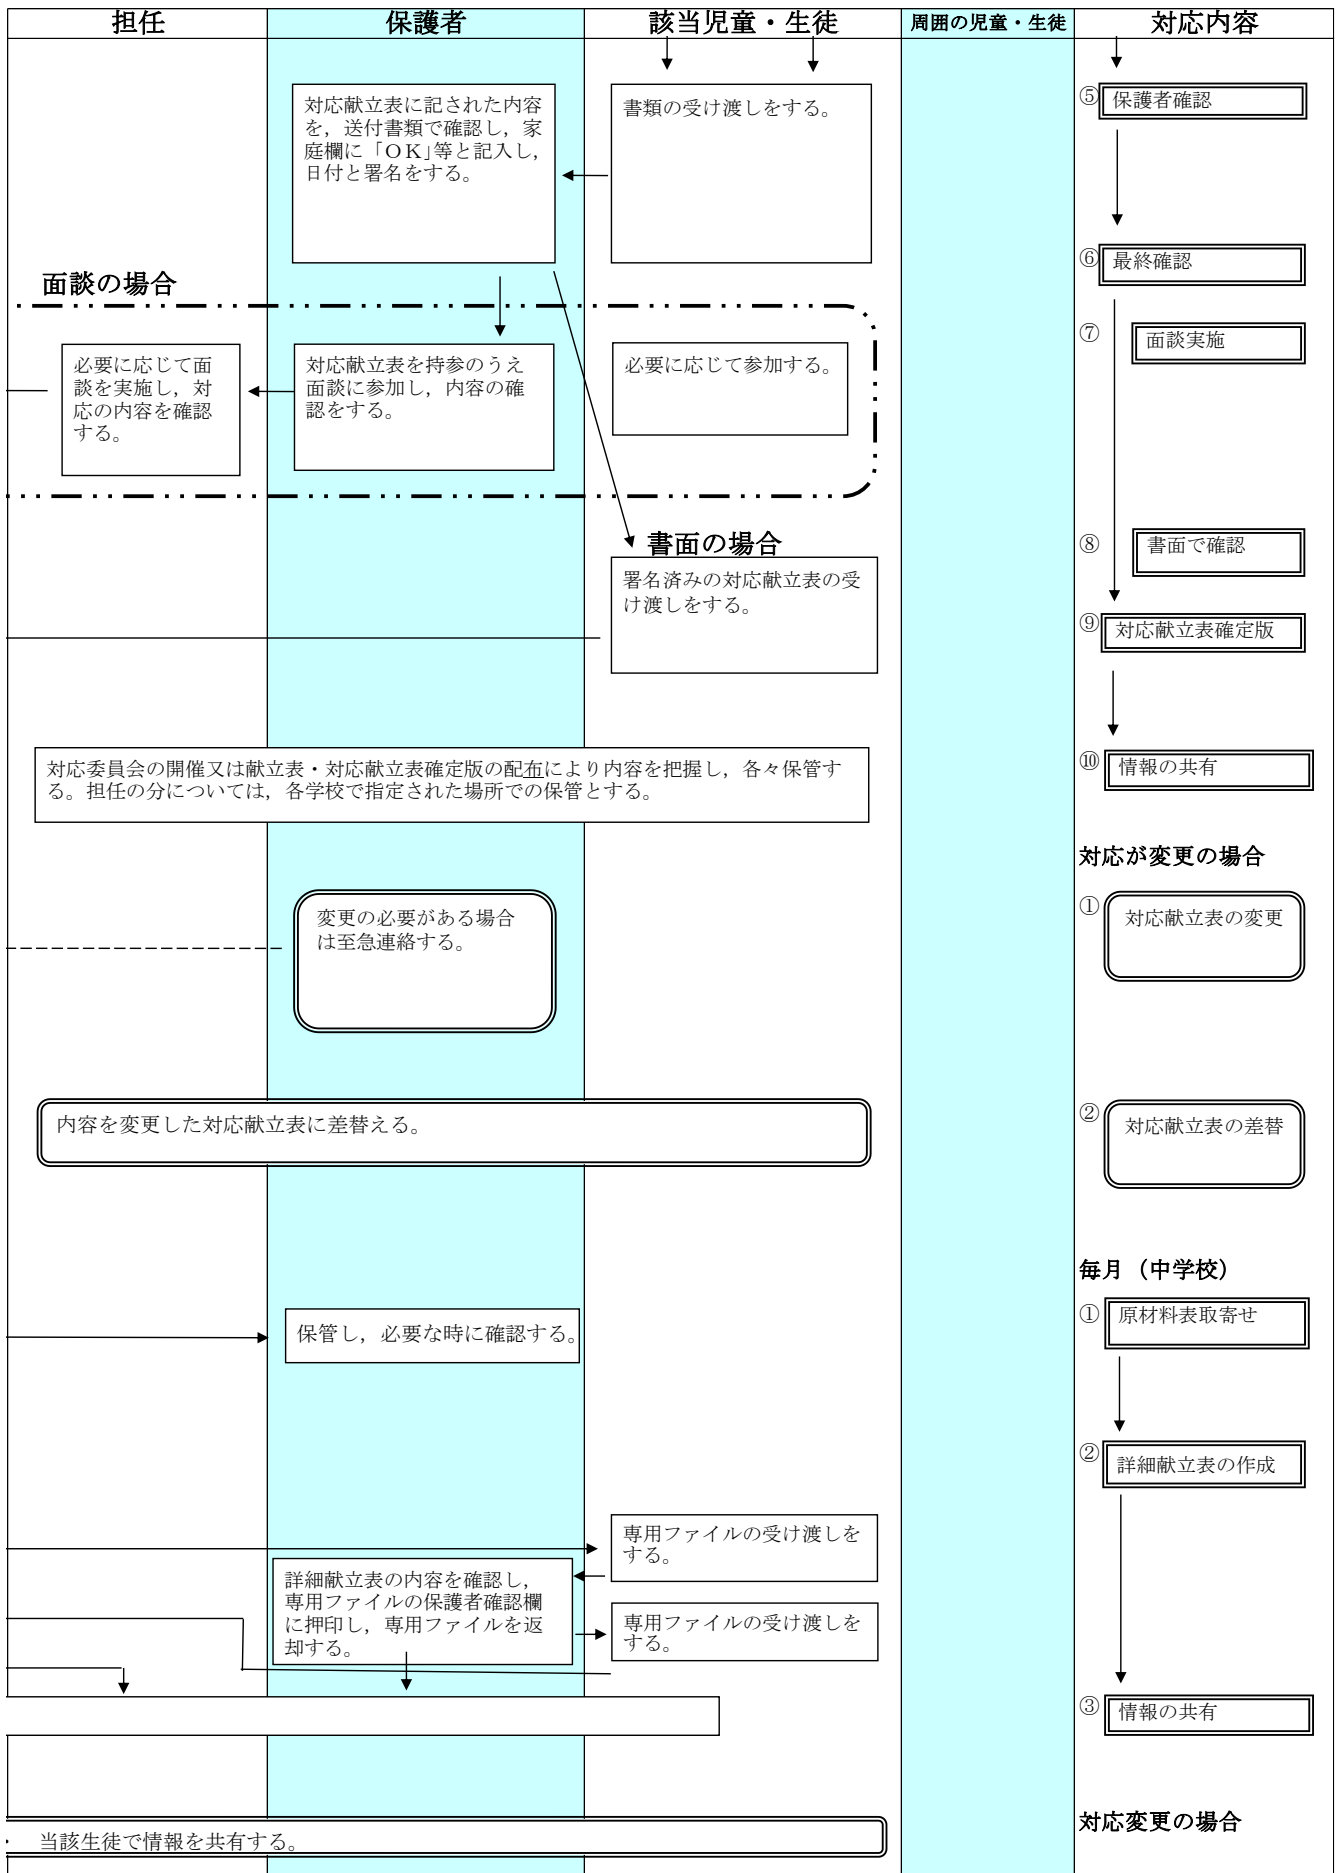 担任
保護者
該当児童・生徒
周囲の児童・生徒
対応内容
対応献立表に記された内容
を，送付書類で確認し，家
庭欄に「ＯＫ」等と記入し，
日付と署名をする。
書類の受け渡しをする。
⑤ 保護者確認
⑥ 最終確認
面談の場合
必要に応じて面
談を実施し，対
応の内容を確認
する。
対応献立表を持参のうえ
面談に参加し，内容の確
認をする。
必要に応じて参加する。
⑦ 面談実施
書面の場合
署名済みの対応献立表の受
け渡しをする。
⑧ 書面で確認
⑨ 対応献立表確定版
対応委員会の開催又は献立表・対応献立表確定版の配布により内容を把握し，各々保管す
る。担任の分については，各学校で指定された場所での保管とする。
⑩ 情報の共有
対応が変更の場合
変更の必要がある場合
は至急連絡する。
① 対応献立表の変更
内容を変更した対応献立表に差替える。
② 対応献立表の差替
毎月（中学校）
保管し，必要な時に確認する。
① 原材料表取寄せ
② 詳細献立表の作成
専用ファイルの受け渡しを
する。
詳細献立表の内容を確認し，
専用ファイルの保護者確認欄
に押印し，専用ファイルを返
却する。
専用ファイルの受け渡しを
する。
③ 情報の共有
対応変更の場合
当該生徒で情報を共有する。